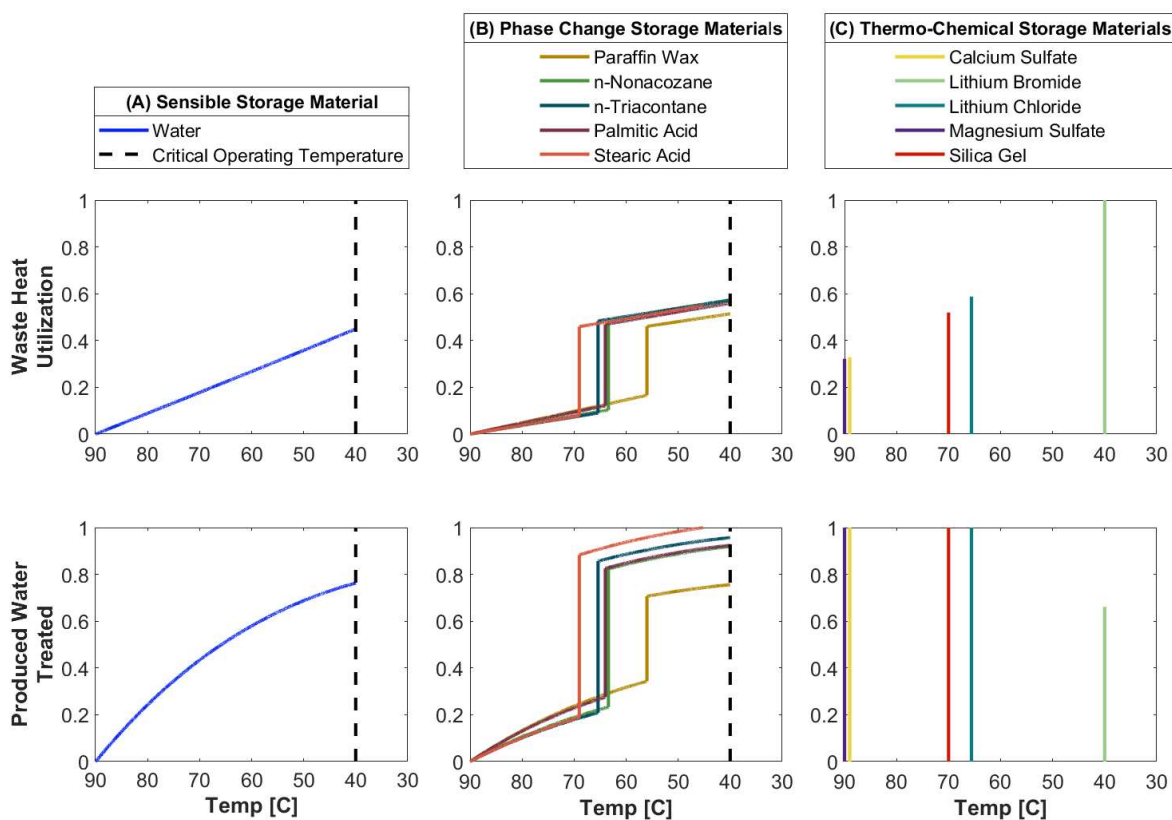 (A) Sensible Storage Material
Water
Critical Operating Temperature
(B) Phase Change Storage Materials
Paraffin Wax
n-Nonacozane
n-Triacontane
Palmitic Acid
Stearic Acid
(C) Thermo-Chemical Storage Materials
Calcium Sulfate
Lithium Bromide
Lithium Chloride
Magnesium Sulfate
Silica Gel
Waste Heat
Utilization
1
0.8
0.6
0.4
0.2
0
90 80 70 60 50 40 30
1
0.8
0.6
0.4
0.2
0
90 80 70 60 50 40 30
1
0.8
0.6
0.4
0.2
0
90 80 70 60 50 40 30
Produced Water
Treated
1
0.8
0.6
0.4
0.2
0
90 80 70 60 50 40 30
Temp [C]
1
0.8
0.6
0.4
0.2
0
90 80 70 60 50 40 30
Temp [C]
1
0.8
0.6
0.4
0.2
0
90 80 70 60 50 40 30
Temp [C]